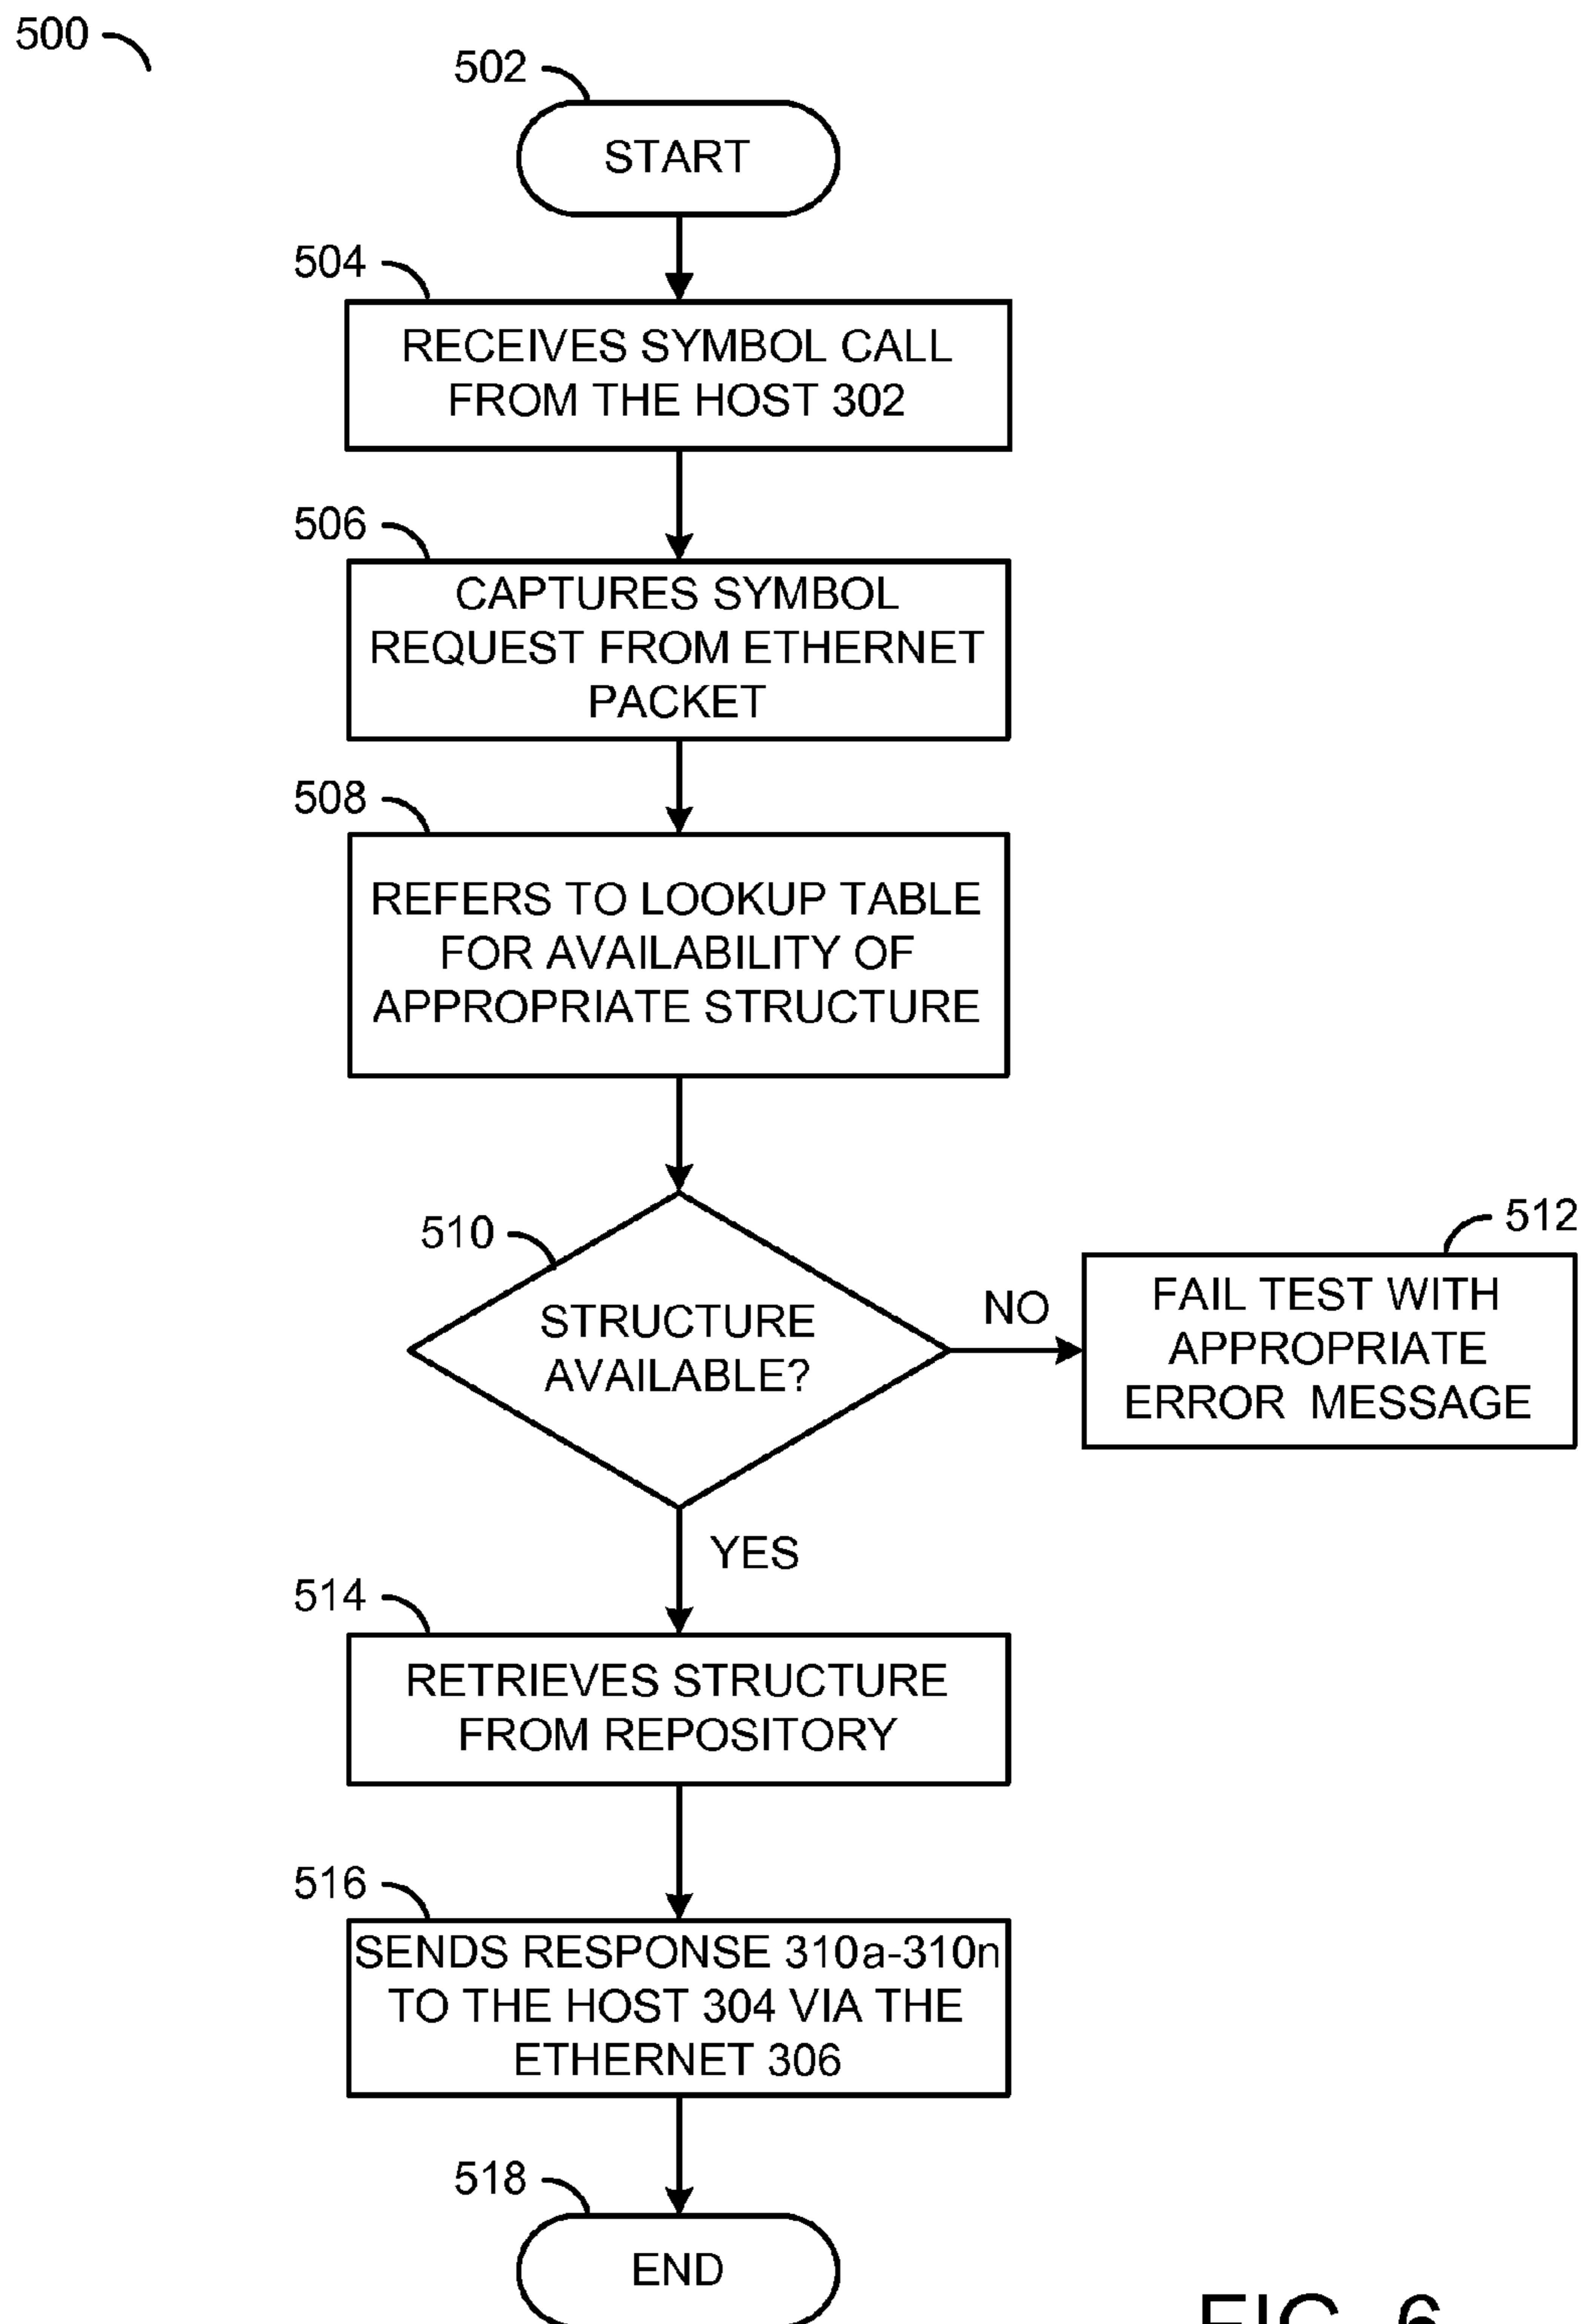 500
502
START
504
RECEIVES SYMBOL CALL
FROM THE HOST 302
506
CAPTURES SYMBOL
REQUEST FROM ETHERNET
PACKET
508
REFERS TO LOOKUP TABLE
FOR AVAILABILITY OF
APPROPRIATE STRUCTURE
510
STRUCTURE
AVAILABLE?
NO
512
FAIL TEST WITH
APPROPRIATE
ERROR MESSAGE
YES
514
RETRIEVES STRUCTURE
FROM REPOSITORY
516
SENDS RESPONSE 310a-310n
TO THE HOST 304 VIA THE
ETHERNET 306
518
END
FIG. 6